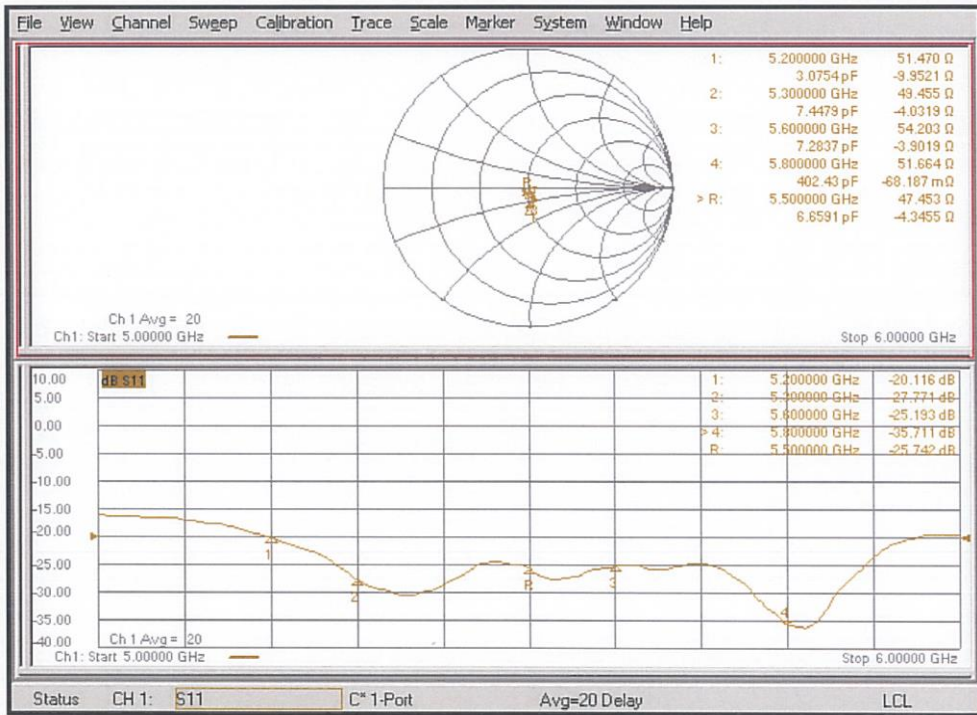 File View Channel Sweep Calibration Trace Scale Marker System Window Help
1: 5.200000 GHz 51.470 Ω
3.0754 pF -9.9521 Ω
2: 5.300000 GHz 49.455 Ω
7.4479 pF -4.0319 Ω
3: 5.600000 GHz 54.203 Ω
7.2837 pF -3.9019 Ω
4: 5.800000 GHz 51.664 Ω
402.43 pF -68.187 mΩ
> R: 5.500000 GHz 47.453 Ω
6.6591 pF -4.3455 Ω
Ch 1 Avg = 20
Ch1: Start 5.00000 GHz Stop 6.00000 GHz
10.00 dB S11
5.00
0.00
-5.00
-10.00
-15.00
-20.00
-25.00
-30.00
-35.00
-40.00
1: 5.200000 GHz -20.116 dB
2: 5.300000 GHz -27.771 dB
3: 5.600000 GHz -25.193 dB
> 4: 5.800000 GHz -35.711 dB
R: 5.500000 GHz -25.742 dB
1
2
R
3
4
Ch 1 Avg = 20
Ch1: Start 5.00000 GHz Stop 6.00000 GHz
Status CH 1: S11 C* 1-Port Avg=20 Delay LCL